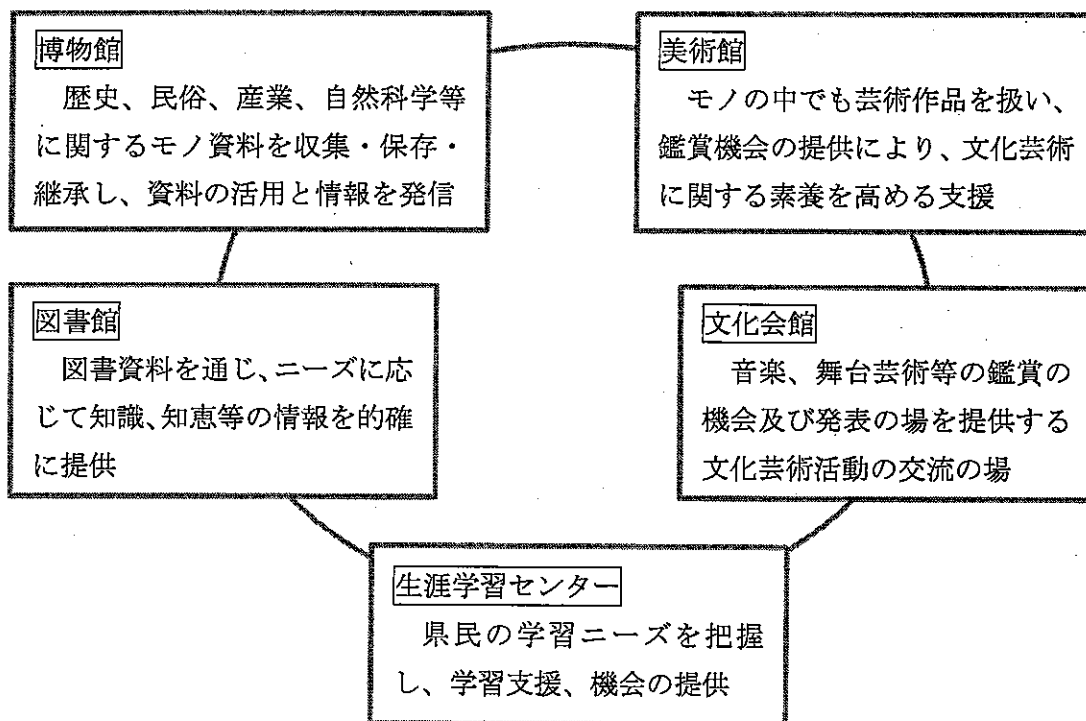 博物館
歴史、民俗、産業、自然科学等
に関するモノ資料を収集・保存・
継承し、資料の活用と情報を発信
美術館
モノの中でも芸術作品を扱い、
鑑賞機会の提供により、文化芸術
に関する素養を高める支援
図書館
図書資料を通じ、ニーズに応
じて知識、知恵等の情報を的確
に提供
文化会館
音楽、舞台芸術等の鑑賞の
機会及び発表の場を提供する
文化芸術活動の交流の場
生涯学習センター
県民の学習ニーズを把握
し、学習支援、機会の提供